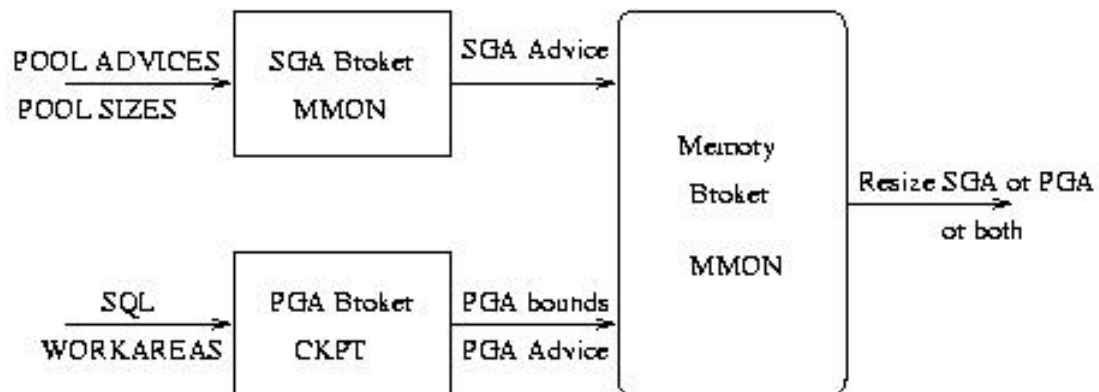 POOL ADVICES
POOL SIZES
SGA Btoket
MMON
SGA Advice
Memoty
Btoket
MMON
Resize SGA ot PGA
ot both
SQL
WORKAREAS
PGA Btoket
CKPT
PGA bounds
PGA Advice